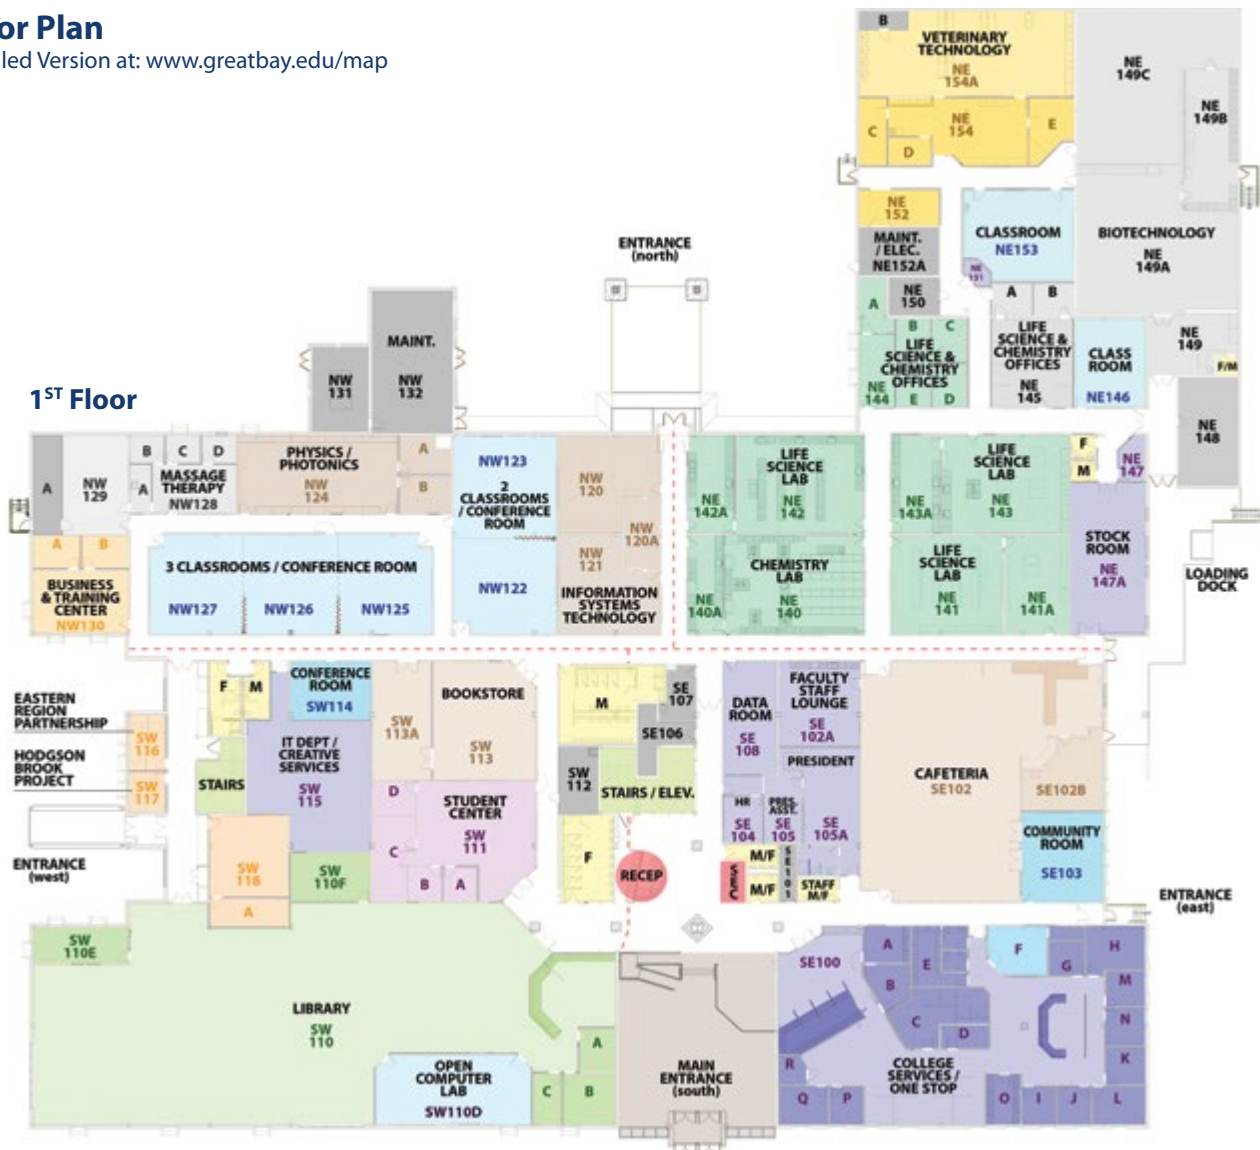 or Plan
led Version at: www.greatbay.edu/map
1ST Floor
B
VETERINARY
TECHNOLOGY
NE
154A
NE
149C
NE
149B
C
NE
154
E
D
NE
152
CLASSROOM
NE153
BIOTECHNOLOGY
NE
149A
MAINT.
/ ELEC.
NE152A
NE
151
A
NE
150
A
B
B
C
LIFE
SCIENCE &
CHEMISTRY
OFFICES
NE
144
E
D
LIFE
SCIENCE &
CHEMISTRY
OFFICES
NE
145
CLASS
ROOM
NE146
NE
149
F/M
NE
148
ENTRANCE
(north)
MAINT.
NW
132
NW
131
A
NW
129
B
C
D
A
MASSAGE
THERAPY
NW128
PHYSICS /
PHOTONICS
NW
124
A
B
NW123
2
CLASSROOMS
/ CONFERENCE
ROOM
NW122
NW
120
NW
120A
NW
121
INFORMATION
SYSTEMS
TECHNOLOGY
LIFE
SCIENCE
LAB
NE
142A
NE
142
CHEMISTRY
LAB
NE
140A
NE
140
LIFE
SCIENCE
LAB
NE
143A
NE
143
LIFE
SCIENCE
LAB
NE
141
NE
141A
F
M
NE
147
STOCK
ROOM
NE
147A
LOADING
DOCK
A
B
BUSINESS
& TRAINING
CENTER
NW130
3 CLASSROOMS / CONFERENCE ROOM
NW127
NW126
NW125
EASTERN
REGION
PARTNERSHIP
HODGSON
BROOK
PROJECT
SW
116
SW
117
ENTRANCE
(west)
F
M
CONFERENCE
ROOM
SW114
STAIRS
IT DEPT /
CREATIVE
SERVICES
SW
115
SW
118
A
SW
110F
SW
113A
BOOKSTORE
SW
113
D
STUDENT
CENTER
SW
111
C
B
A
M
SE
107
SE106
SW
112
STAIRS / ELEV.
F
RECEP
DATA
ROOM
SE
108
FACULTY
STAFF
LOUNGE
SE
102A
PRESIDENT
HR
SE
104
PRES.
ASST.
SE
105
SE
105A
SEC
M/F
M/F
SE101
STAFF
M/F
CAFETERIA
SE102
SE102B
COMMUNITY
ROOM
SE103
ENTRANCE
(east)
SW
110E
LIBRARY
SW
110
OPEN
COMPUTER
LAB
SW110D
A
C
B
MAIN
ENTRANCE
(south)
SE100
A
E
B
C
D
F
G
H
M
N
K
L
R
Q
P
COLLEGE
SERVICES /
ONE STOP
O
I
J